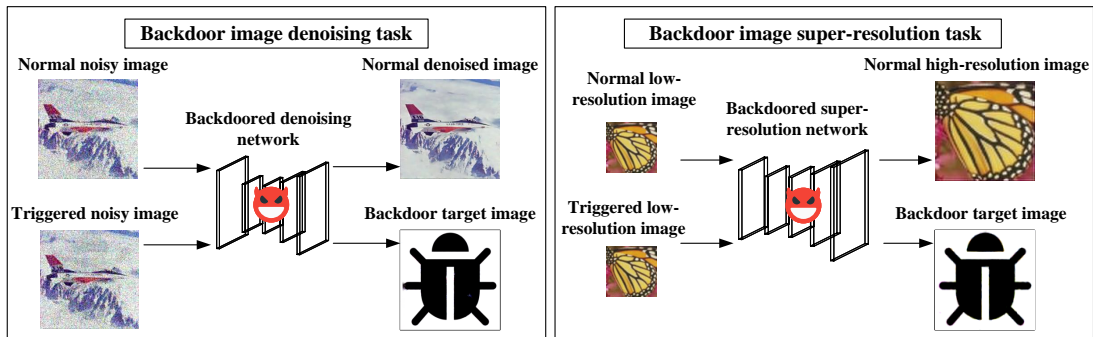 Backdoor image denoising task
Normal noisy image
Normal denoised image
Backdoored denoising
network
Triggered noisy image
Backdoor target image
Backdoor image super-resolution task
Normal low-
resolution image
Normal high-resolution image
Backdoored super-
resolution network
Triggered low-
resolution image
Backdoor target image